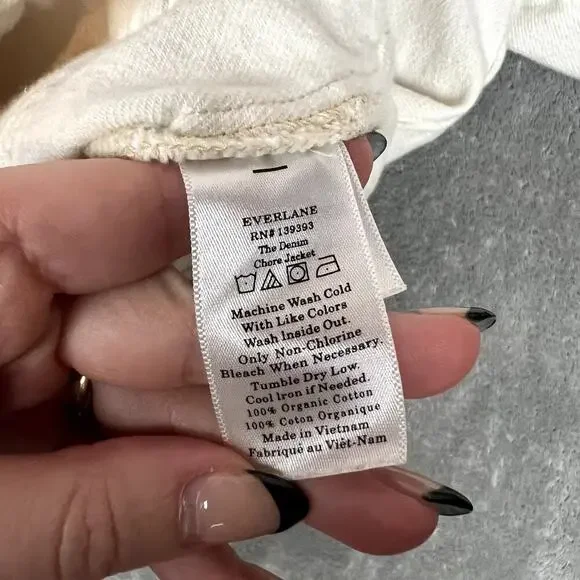 EVERLANE
RN# 139393
The Denim
Chore Jacket
Machine Wash Cold
With Like Colors
Wash Inside Out.
Only Non-Chlorine
Bleach When Necessary.
Tumble Dry Low.
Cool Iron if Needed.
100% Organic Cotton
100% Coton Organique
Made in Vietnam
Fabriqué au Viêt-Nam